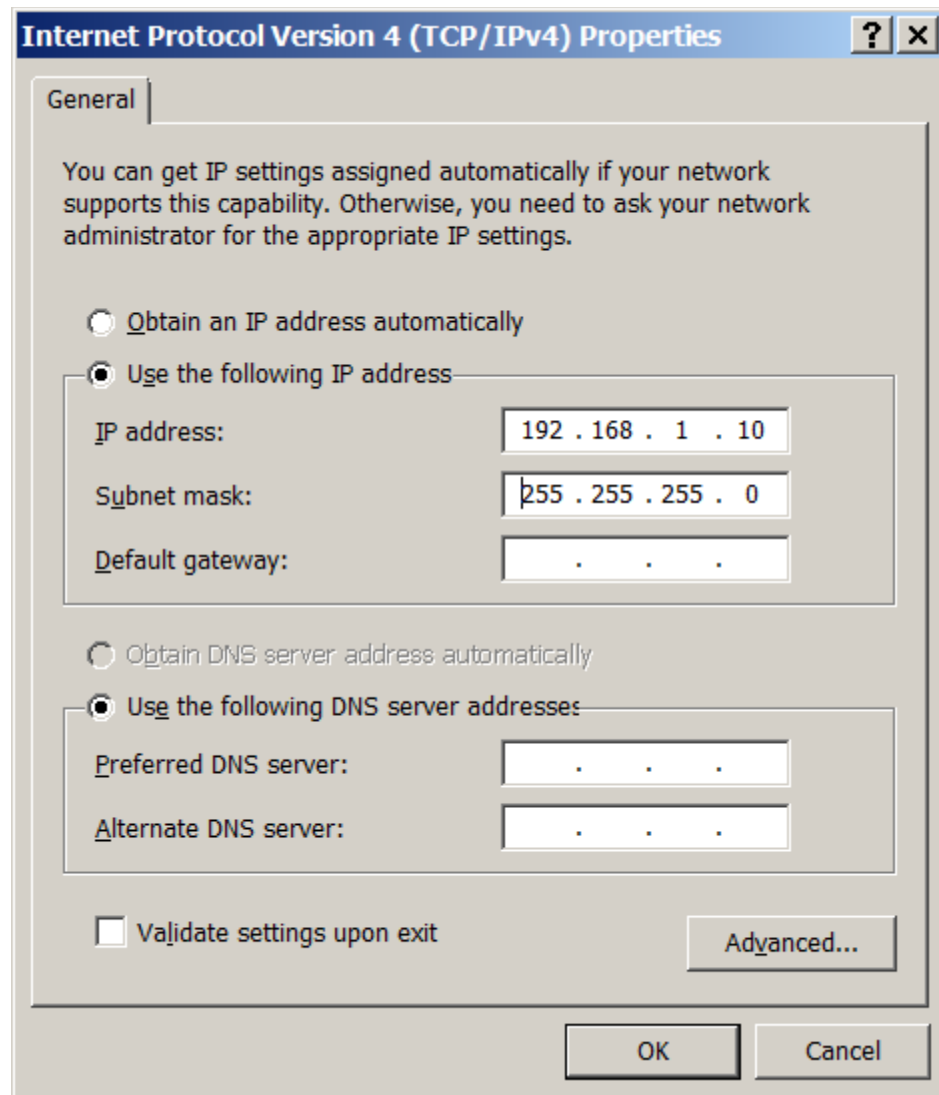 Internet Protocol Version 4 (TCP/IPv4) Properties ? ×
General
You can get IP settings assigned automatically if your network
supports this capability. Otherwise, you need to ask your network
administrator for the appropriate IP settings.
Obtain an IP address automatically
Use the following IP address
IP address: 192 . 168 . 1 . 10
Subnet mask: 255 . 255 . 255 . 0
Default gateway: . . .
Obtain DNS server address automatically
Use the following DNS server addresses
Preferred DNS server: . . .
Alternate DNS server: . . .
Validate settings upon exit
Advanced...
OK Cancel